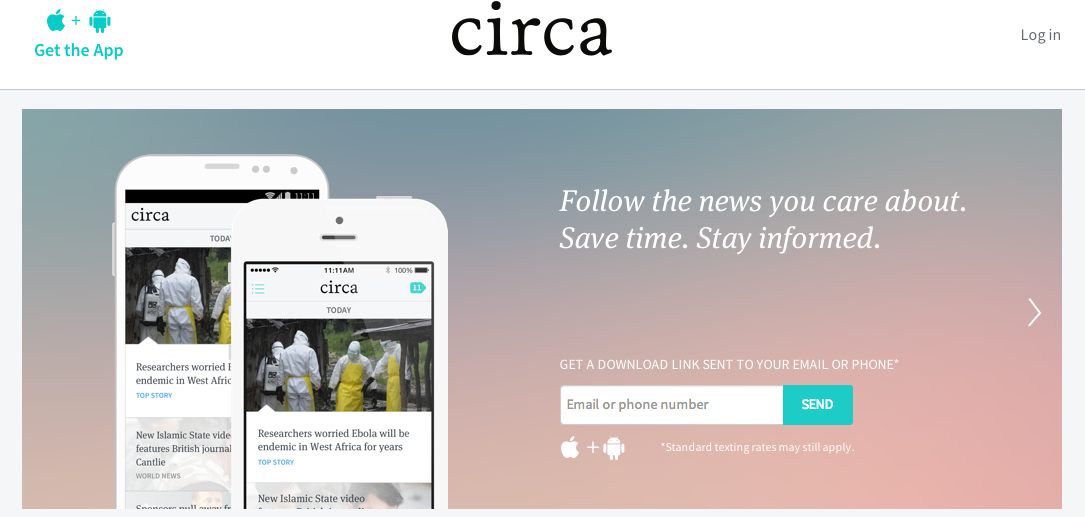 +
Get the App
circa
Log in
11:11
circa
TODAY
Researchers worried
endemic in West Afric
TOP STORY
New Islamic State vide
features British journal
Cantlie
WORLD NEWS
Sponsors pull away
11:11AM
100%
circa
11
TODAY
Researchers worried Ebola will be
endemic in West Africa for years
TOP STORY
New Islamic State video
Follow the news you care about.
Save time. Stay informed.
GET A DOWNLOAD LINK SENT TO YOUR EMAIL OR PHONE*
Email or phone number
SEND
+
*Standard texting rates may still apply.